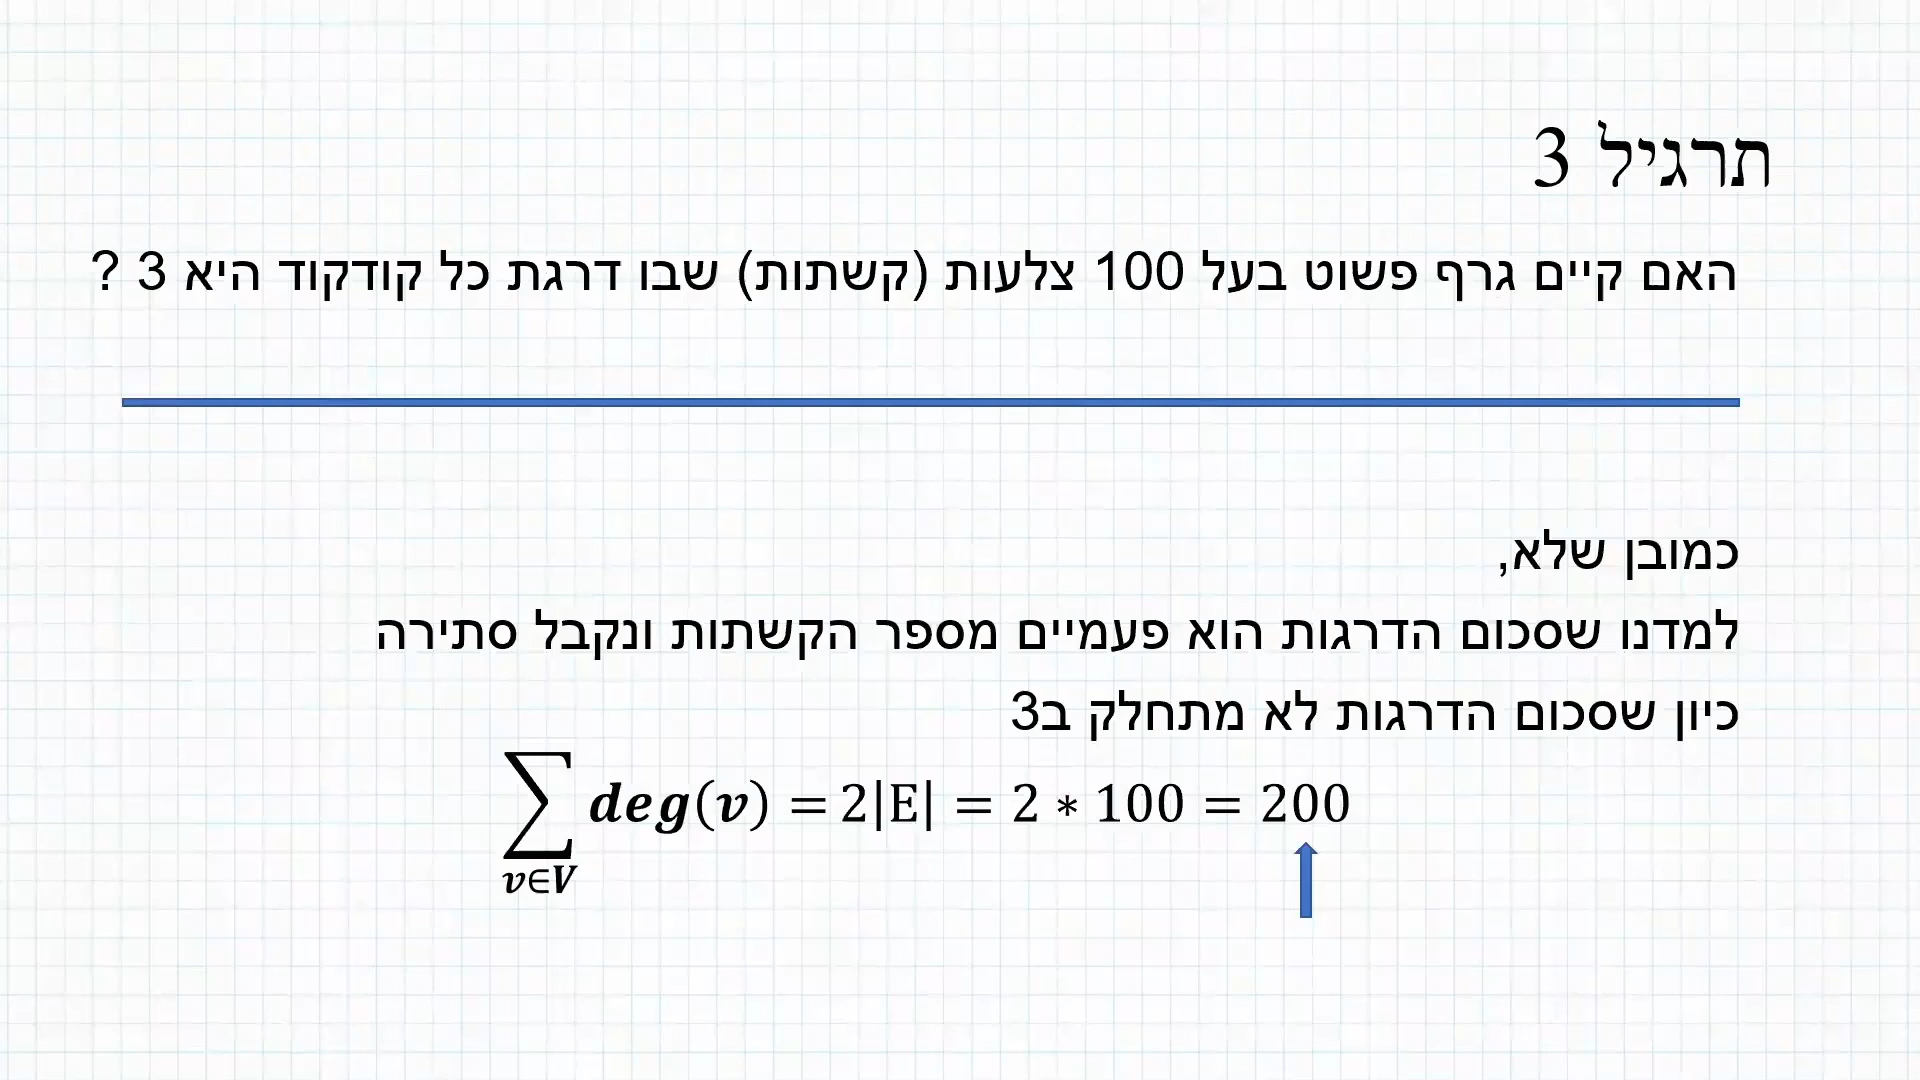 תרגיל 3
האם קיים גרף פשוט בעל 100 צלעות (קשתות) שבו דרגת כל קודקוד היא 3 ?
כמובן שלא,
למדנו שסכום הדרגות הוא פעמיים מספר הקשתות ונקבל סתירה
כיון שסכום הדרגות לא מתחלק ב3
∑ deg(v) = 2|E| = 2 ∗ 100 = 200
v∈V